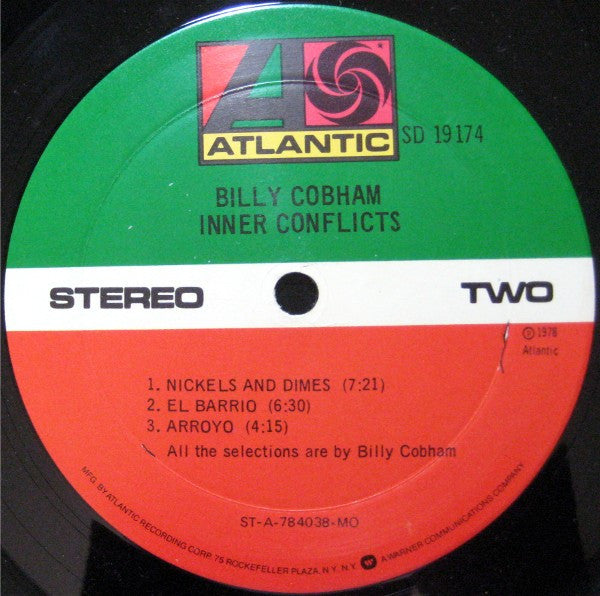 ATLANTIC
SD 19174
BILLY COBHAM
INNER CONFLICTS
STEREO
TWO
Ⓟ 1978
Atlantic
1. NICKELS AND DIMES (7:21)
2. EL BARRIO (6:30)
3. ARROYO (4:15)
All the selections are by Billy Cobham
ST-A-784038-MO
MFG. BY ATLANTIC RECORDING CORP. 75 ROCKEFELLER PLAZA, N.Y. N.Y. A WARNER COMMUNICATIONS COMPANY